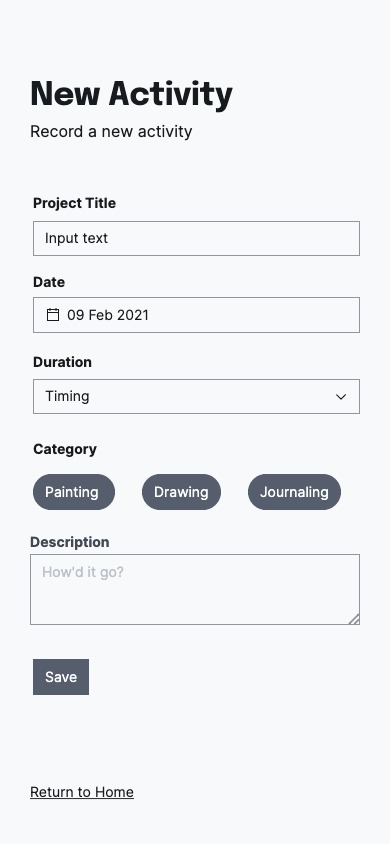 New Activity
Record a new activity
Project Title
Input text
Date
09 Feb 2021
Duration
Timing
Category
Painting Drawing Journaling
Description
How'd it go?
Save
Return to Home